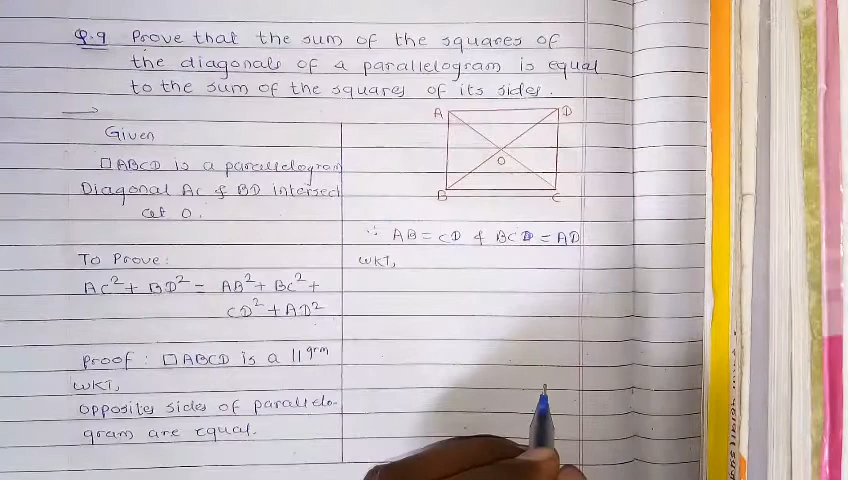 Q.9 Prove that the sum of the squares of
the diagonals of a parallelogram is equal
to the sum of the squares of its sides.
→
Given
□ABCD is a parallelogram
Diagonal AC & BD intersect
at O.
To Prove:
AC² + BD² = AB² + BC² +
CD² + AD²
Proof : □ABCD is a ||grm
WKT,
opposites sides of parallelo-
gram are equal.
A D
O
B C
∴ AB = CD & BC = AD
WKT,